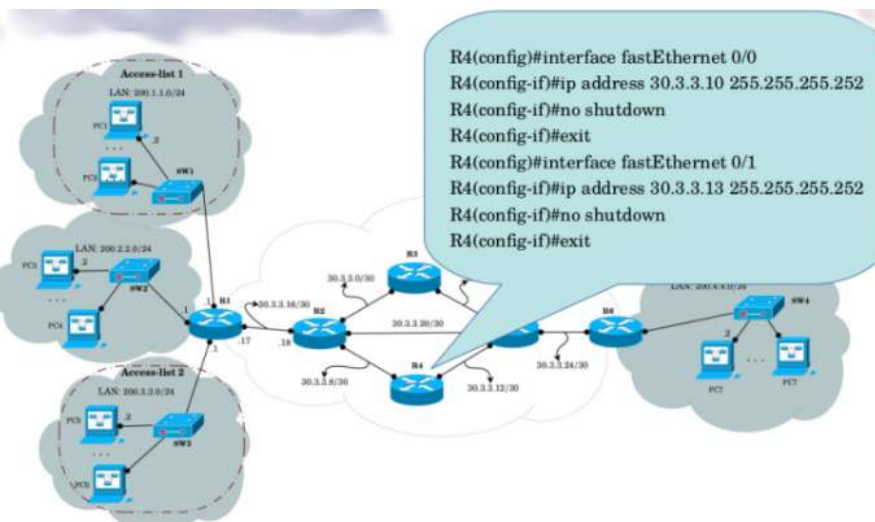 R4(config)#interface fastEthernet 0/0
R4(config-if)#ip address 30.3.3.10 255.255.255.252
R4(config-if)#no shutdown
R4(config-if)#exit
R4(config)#interface fastEthernet 0/1
R4(config-if)#ip address 30.3.3.13 255.255.255.252
R4(config-if)#no shutdown
R4(config-if)#exit
Access-list 1
LAN: 200.1.1.0/24
PC1
.2
. . .
SW1
LAN: 200.2.2.0/24
PC3
.2
SW2
PC4
.1
.1
R1
.1
.17
30.3.3.16/30
.18
R2
30.3.3.0/30
R3
30.3.3.20/30
R4
30.3.3.8/30
30.3.3.12/30
30.3.3.24/30
R6
LAN: 200.4.4.0/24
SW4
.2
. . .
PC7
PC7
Access-list 2
LAN: 200.3.3.0/24
PC5
.2
. . .
SW3